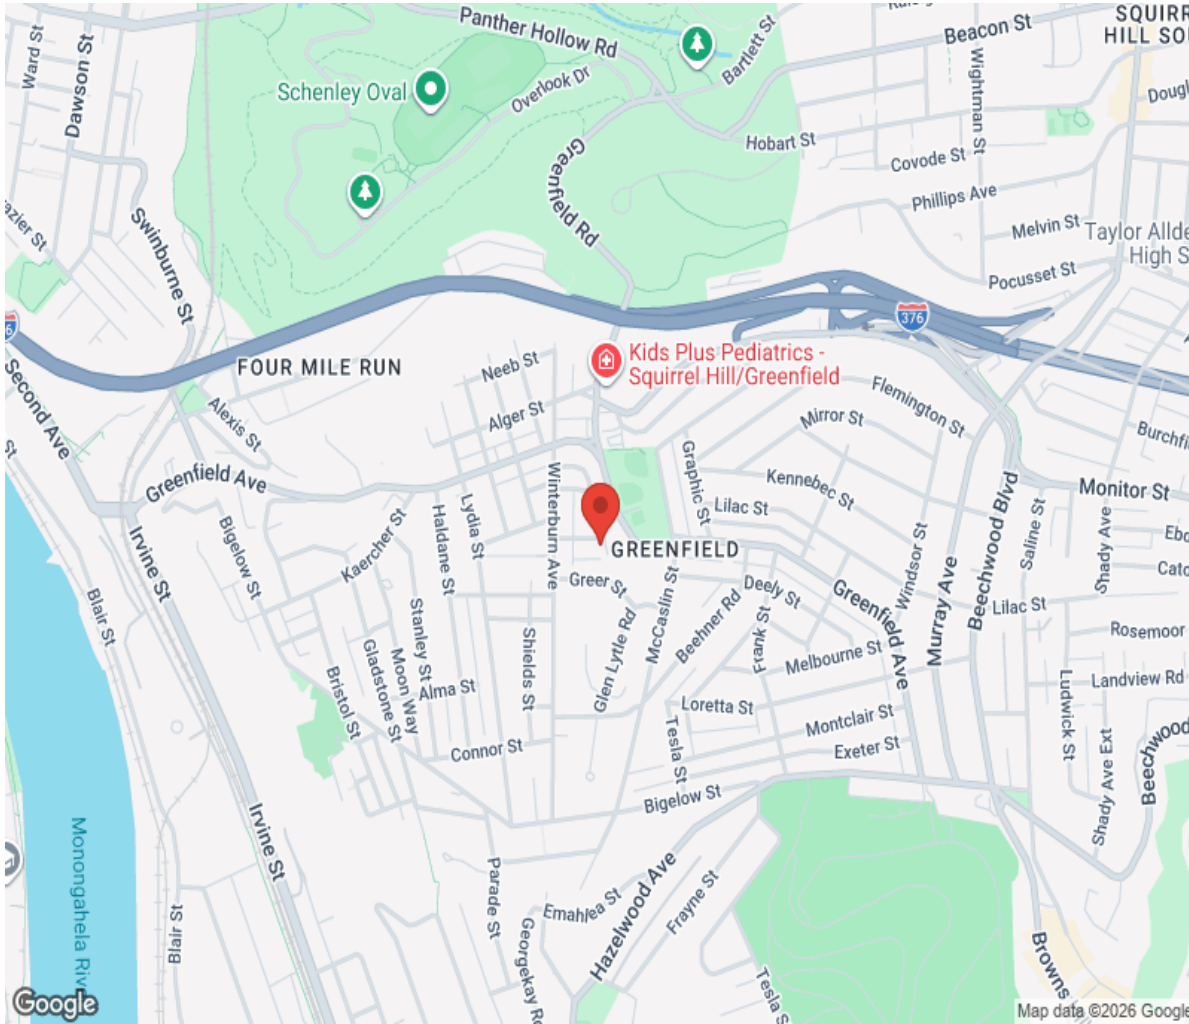 Panther Hollow Rd
Bartlett St
Beacon St
SQUIRR
HILL SOU
Ward St
Dawson St
Schenley Oval
Overlook Dr
Wightman St
Dougl
Hobart St
Covode St
Greenfield Rd
Phillips Ave
Melvin St
Taylor Allde
High S
Pocusset St
Swinburne St
376
FOUR MILE RUN
Neeb St
Kids Plus Pediatrics -
Squirrel Hill/Greenfield
Second Ave
Alexis St
Alger St
Flemington St
Mirror St
Burchfi
Greenfield Ave
Winterburn Ave
Graphic St
Kennebec St
Lilac St
Monitor St
Beechwood Blvd
Saline St
Shady Ave
Irvine St
Bigelow St
Kaercher St
Haldane St
Lydia St
GREENFIELD
Windsor St
Murray Ave
Blair St
Greer St
McCaslin St
Deely St
Greenfield Ave
Lilac St
Stanley St
Moon Way
Gladstone St
Bristol St
Alma St
Shields St
Glen Lytle Rd
Beehner Rd
Frank St
Melbourne St
Rosemoor
Landview Rd
Loretta St
Montclair St
Exeter St
Tesla St
Ludwick St
Shady Ave Ext
Beechwood
Connor St
Bigelow St
Irvine St
Monongahela Rive
Blair St
Parade St
Emahlea St
Georgekay Rd
Hazelwood Ave
Frayne St
Tesla S
Browns
Google
Map data ©2026 Google